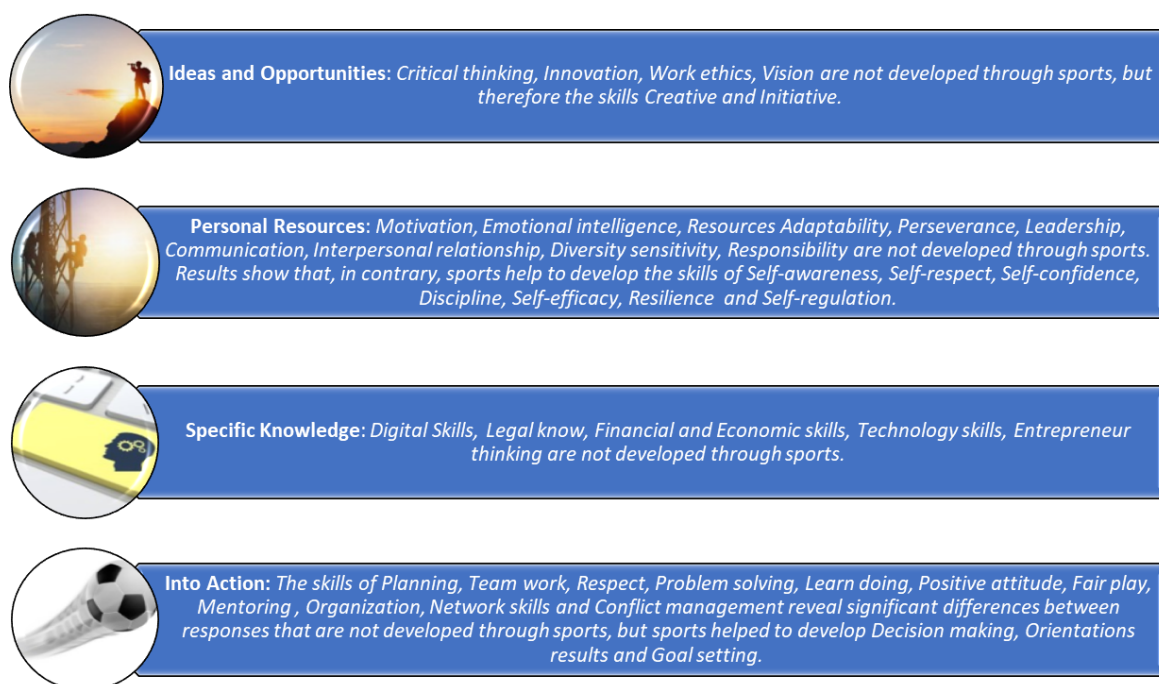 Ideas and Opportunities: Critical thinking, Innovation, Work ethics, Vision are not developed through sports, but
therefore the skills Creative and Initiative.
Personal Resources: Motivation, Emotional intelligence, Resources Adaptability, Perseverance, Leadership,
Communication, Interpersonal relationship, Diversity sensitivity, Responsibility are not developed through sports.
Results show that, in contrary, sports help to develop the skills of Self-awareness, Self-respect, Self-confidence,
Discipline, Self-efficacy, Resilience and Self-regulation.
Specific Knowledge: Digital Skills, Legal know, Financial and Economic skills, Technology skills, Entrepreneur
thinking are not developed through sports.
Into Action: The skills of Planning, Team work, Respect, Problem solving, Learn doing, Positive attitude, Fair play,
Mentoring , Organization, Network skills and Conflict management reveal significant differences between
responses that are not developed through sports, but sports helped to develop Decision making, Orientations
results and Goal setting.